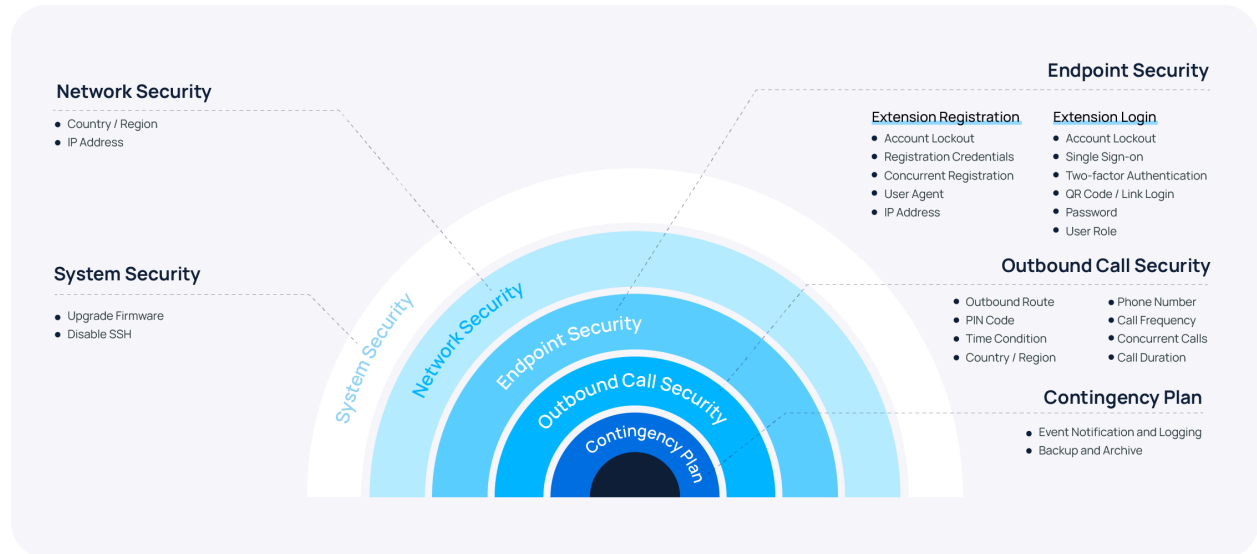 Network Security
Country / Region
IP Address
System Security
Upgrade Firmware
Disable SSH
System Security
Network Security
Endpoint Security
Outbound Call Security
Contingency Plan
Endpoint Security
Extension Registration
Account Lockout
Registration Credentials
Concurrent Registration
User Agent
IP Address
Extension Login
Account Lockout
Single Sign-on
Two-factor Authentication
QR Code / Link Login
Password
User Role
Outbound Call Security
Outbound Route
PIN Code
Time Condition
Country / Region
Phone Number
Call Frequency
Concurrent Calls
Call Duration
Contingency Plan
Event Notification and Logging
Backup and Archive